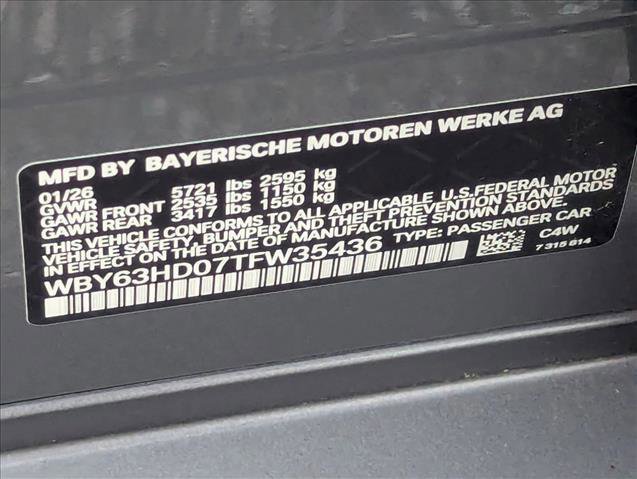 MFD BY BAYERISCHE MOTOREN WERKE AG
01/26
GVWR 5721 lbs 2595 kg
GAWR FRONT 2535 lbs 1150 kg
GAWR REAR 3417 lbs 1550 kg
THIS VEHICLE CONFORMS TO ALL APPLICABLE U.S.FEDERAL MOTOR
VEHICLE SAFETY, BUMPER, AND THEFT PREVENTION STANDARDS
IN EFFECT ON THE DATE OF MANUFACTURE SHOWN ABOVE.
WBY63HD07TFW35436 TYPE: PASSENGER CAR
C4W
7 315 614